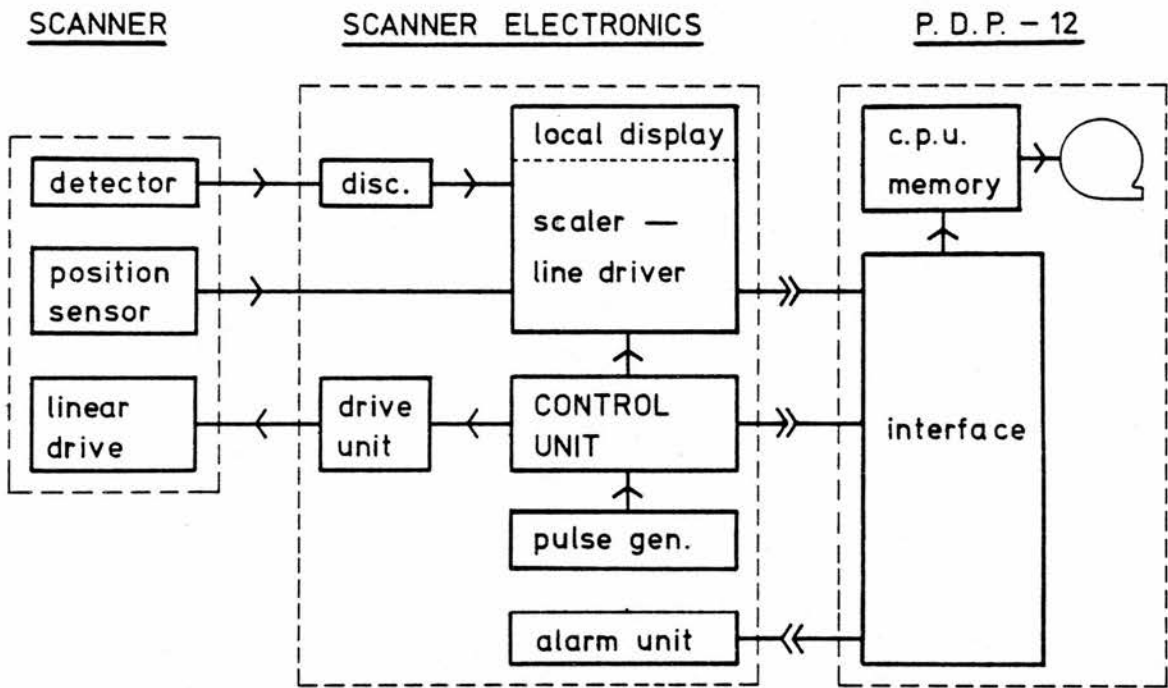 SCANNER
SCANNER ELECTRONICS
P. D. P. – 12
detector
position
sensor
linear
drive
disc.
drive
unit
local display
scaler —
line driver
CONTROL
UNIT
pulse gen.
alarm unit
c.p.u.
memory
interface